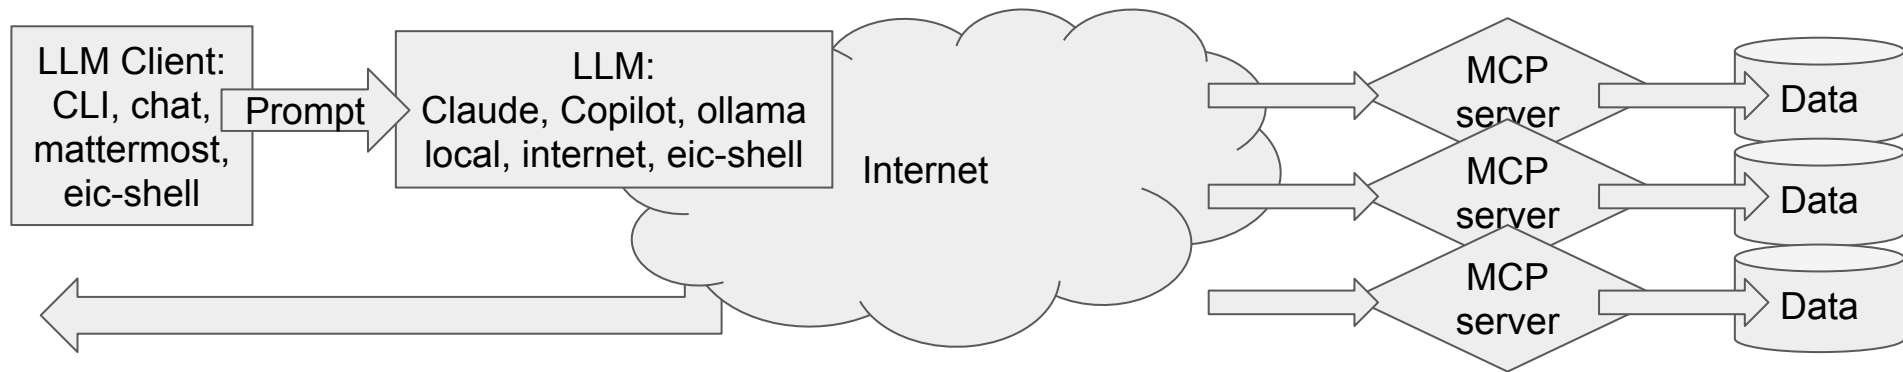 LLM Client:
CLI, chat,
mattermost,
eic-shell
Prompt
LLM:
Claude, Copilot, ollama
local, internet, eic-shell
Internet
MCP
server
Data
MCP
server
Data
MCP
server
Data